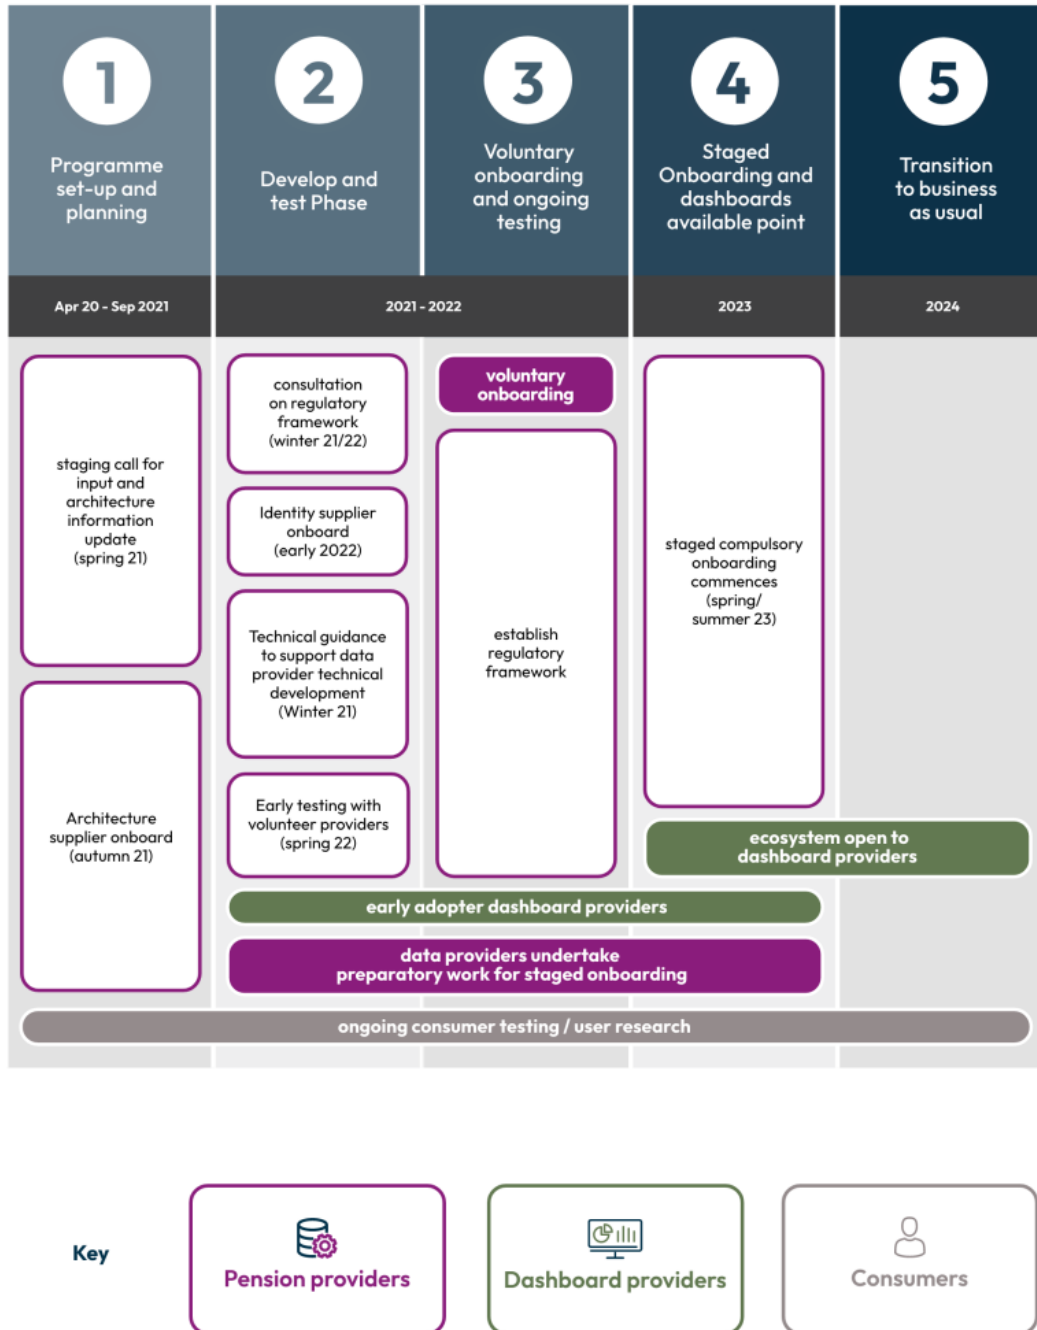 1
Programme
set-up and
planning
2
Develop and
test Phase
3
Voluntary
onboarding
and ongoing
testing
4
Staged
Onboarding and
dashboards
available point
5
Transition
to business
as usual
Apr 20 - Sep 2021
2021 - 2022
2023
2024
staging call for
input and
architecture
information
update
(spring 21)
Architecture
supplier onboard
(autumn 21)
consultation
on regulatory
framework
(winter 21/22)
Identity supplier
onboard
(early 2022)
Technical guidance
to support data
provider technical
development
(Winter 21)
Early testing with
volunteer providers
(spring 22)
voluntary
onboarding
establish
regulatory
framework
staged compulsory
onboarding
commences
(spring/
summer 23)
ecosystem open to
dashboard providers
early adopter dashboard providers
data providers undertake
preparatory work for staged onboarding
ongoing consumer testing / user research
Key
Pension providers
Dashboard providers
Consumers